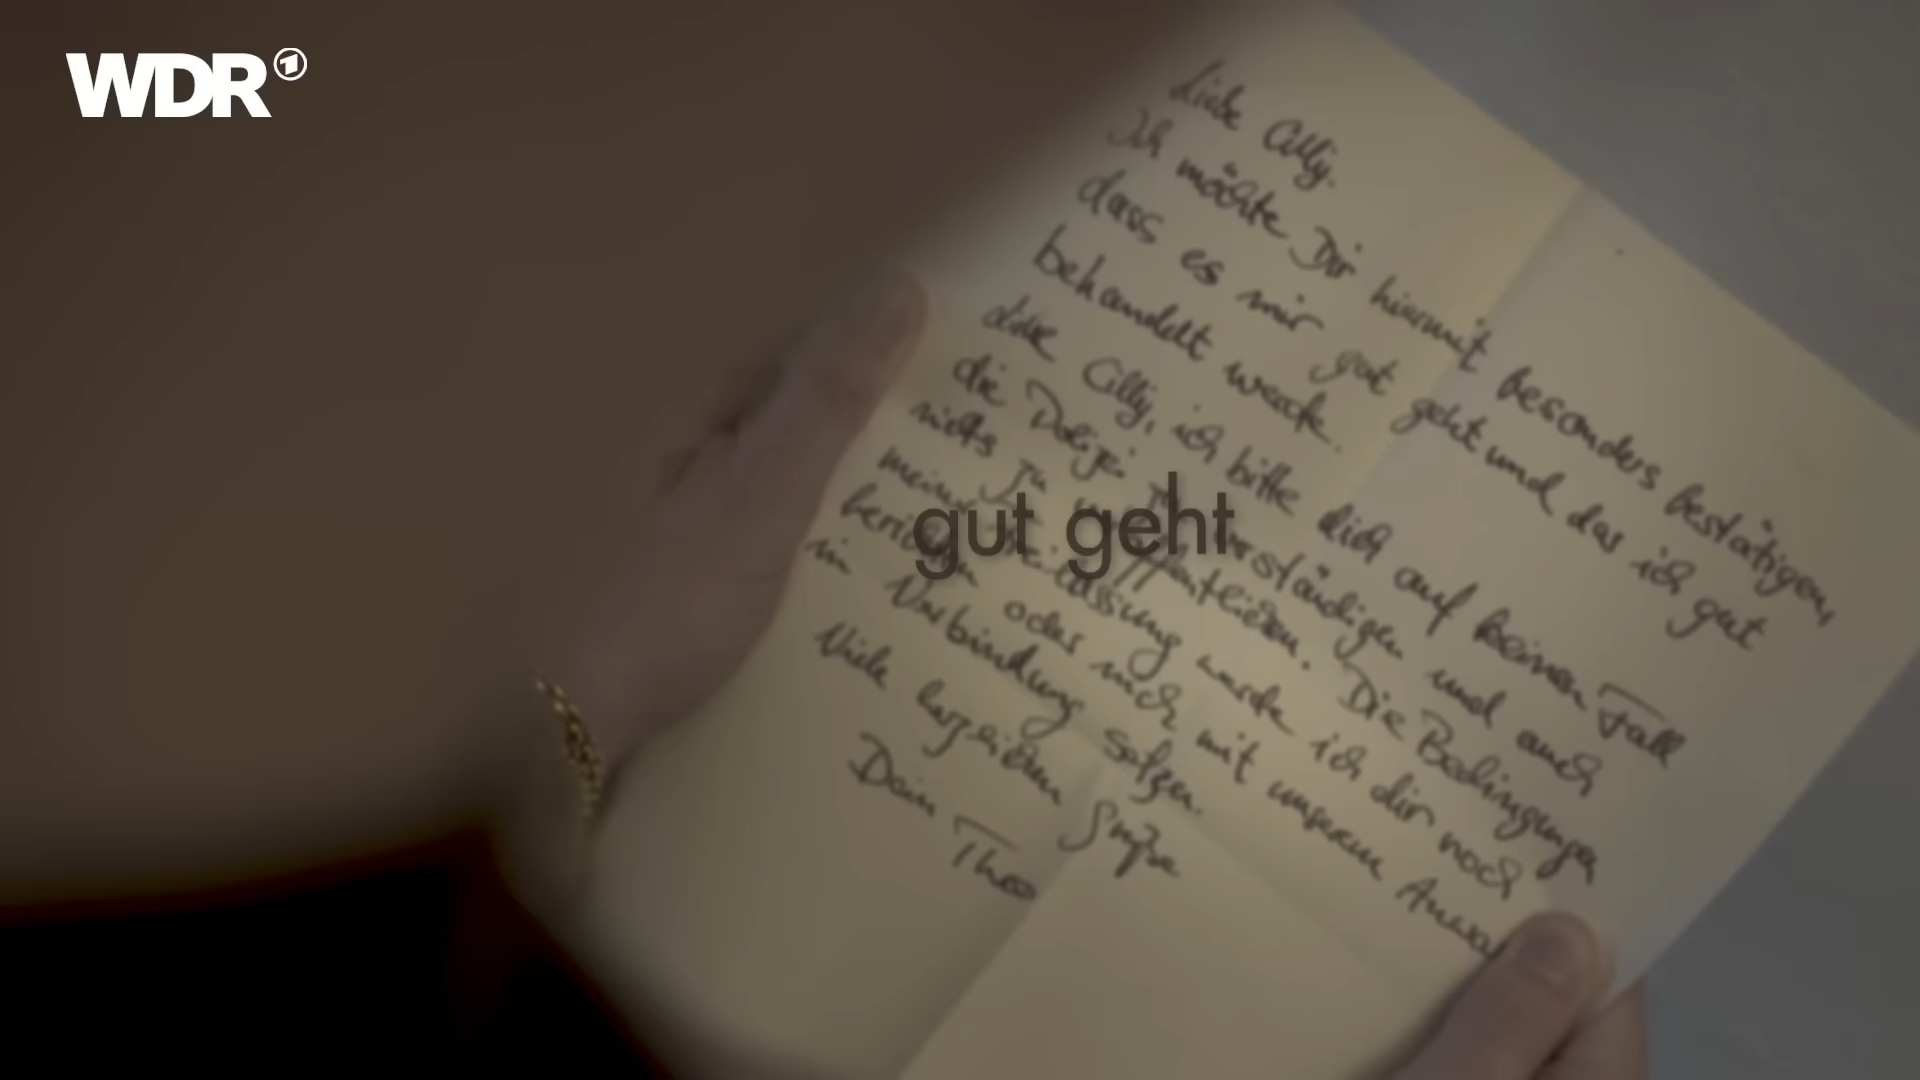 WDR
Liebe Cilly.
Ich möchte Dir hiermit besonders bestätigen,
dass es mir gut geht und das ich gut
behandelt werde.
Liebe Cilly, ich bitte dich auf keinen Fall
die Polizei zu verständigen und auch
nichts zu veröffentlichen. Die Bedingungen
meiner Freilassung werde ich dir noch
berichten oder mich mit unserem Anwal
in Verbindung setzen.
Viele herzlichen Grüße
Dein Theo
gut geht